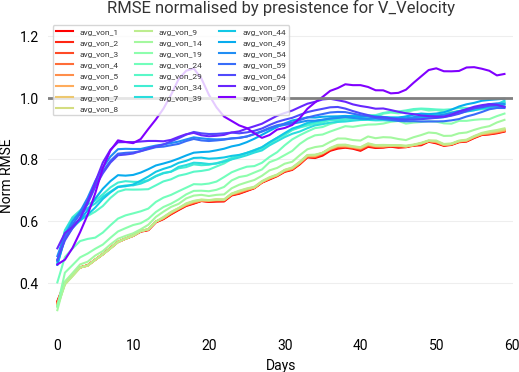 RMSE normalised by presistence for V_Velocity
avg_von_1
avg_von_2
avg_von_3
avg_von_4
avg_von_5
avg_von_6
avg_von_7
avg_von_8
avg_von_9
avg_von_14
avg_von_19
avg_von_24
avg_von_29
avg_von_34
avg_von_39
avg_von_44
avg_von_49
avg_von_54
avg_von_59
avg_von_64
avg_von_69
avg_von_74
Norm RMSE
1.2
1.0
0.8
0.6
0.4
0 10 20 30 40 50 60
Days